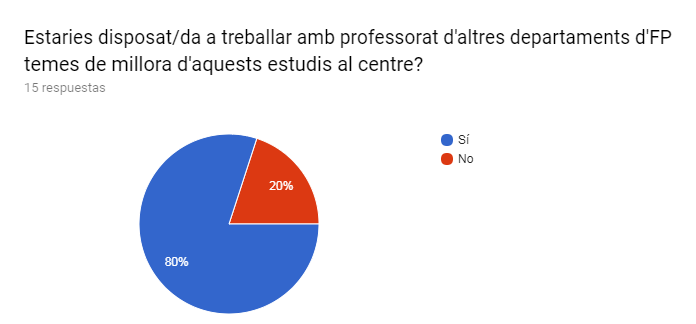 Estaries disposat/da a treballar amb professorat d'altres departaments d'FP
temes de millora d'aquests estudis al centre?
15 respuestas
Sí
No
20%
80%